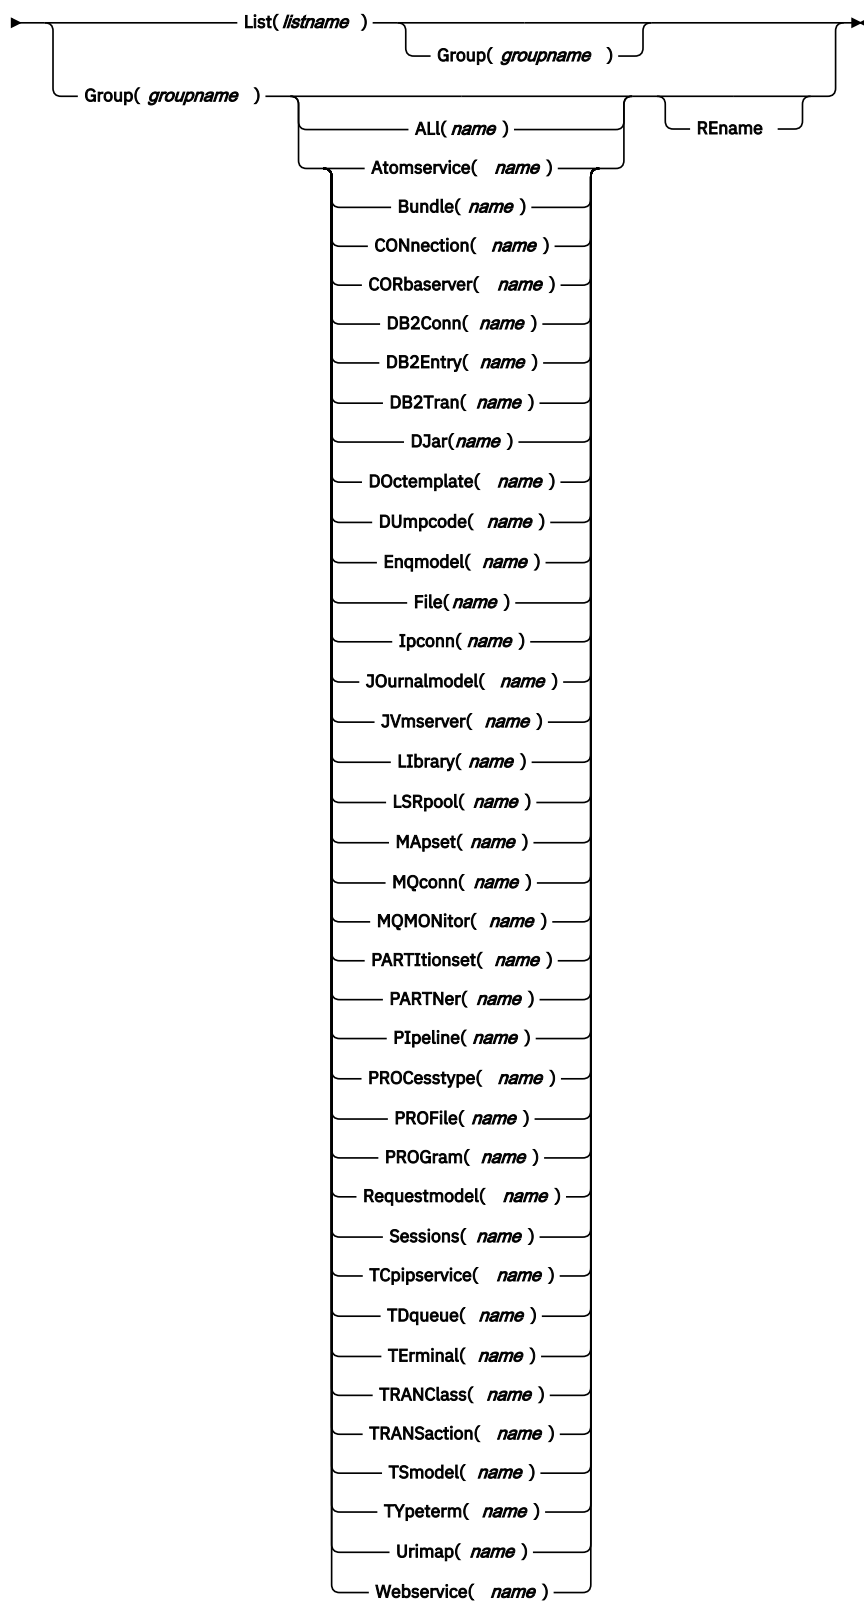 List( listname )
Group( groupname )
Group( groupname )
ALl( name )
REname
Atomservice( name )
Bundle( name )
CONnection( name )
CORbaserver( name )
DB2Conn( name )
DB2Entry( name )
DB2Tran( name )
DJar(name )
DOctemplate( name )
DUmpcode( name )
Enqmodel( name )
File( name )
Ipconn( name )
JOurnalmodel( name )
JVmserver( name )
LIbrary( name )
LSRpool( name )
MApset( name )
MQconn( name )
MQMONitor( name )
PARTItionset( name )
PARTNer( name )
PIpeline( name )
PROCesstype( name )
PROFile( name )
PROGram( name )
Requestmodel( name )
Sessions( name )
TCpipservice( name )
TDqueue( name )
TErminal( name )
TRANClass( name )
TRANSaction( name )
TSmodel( name )
TYpeterm( name )
Urimap( name )
Webservice( name )